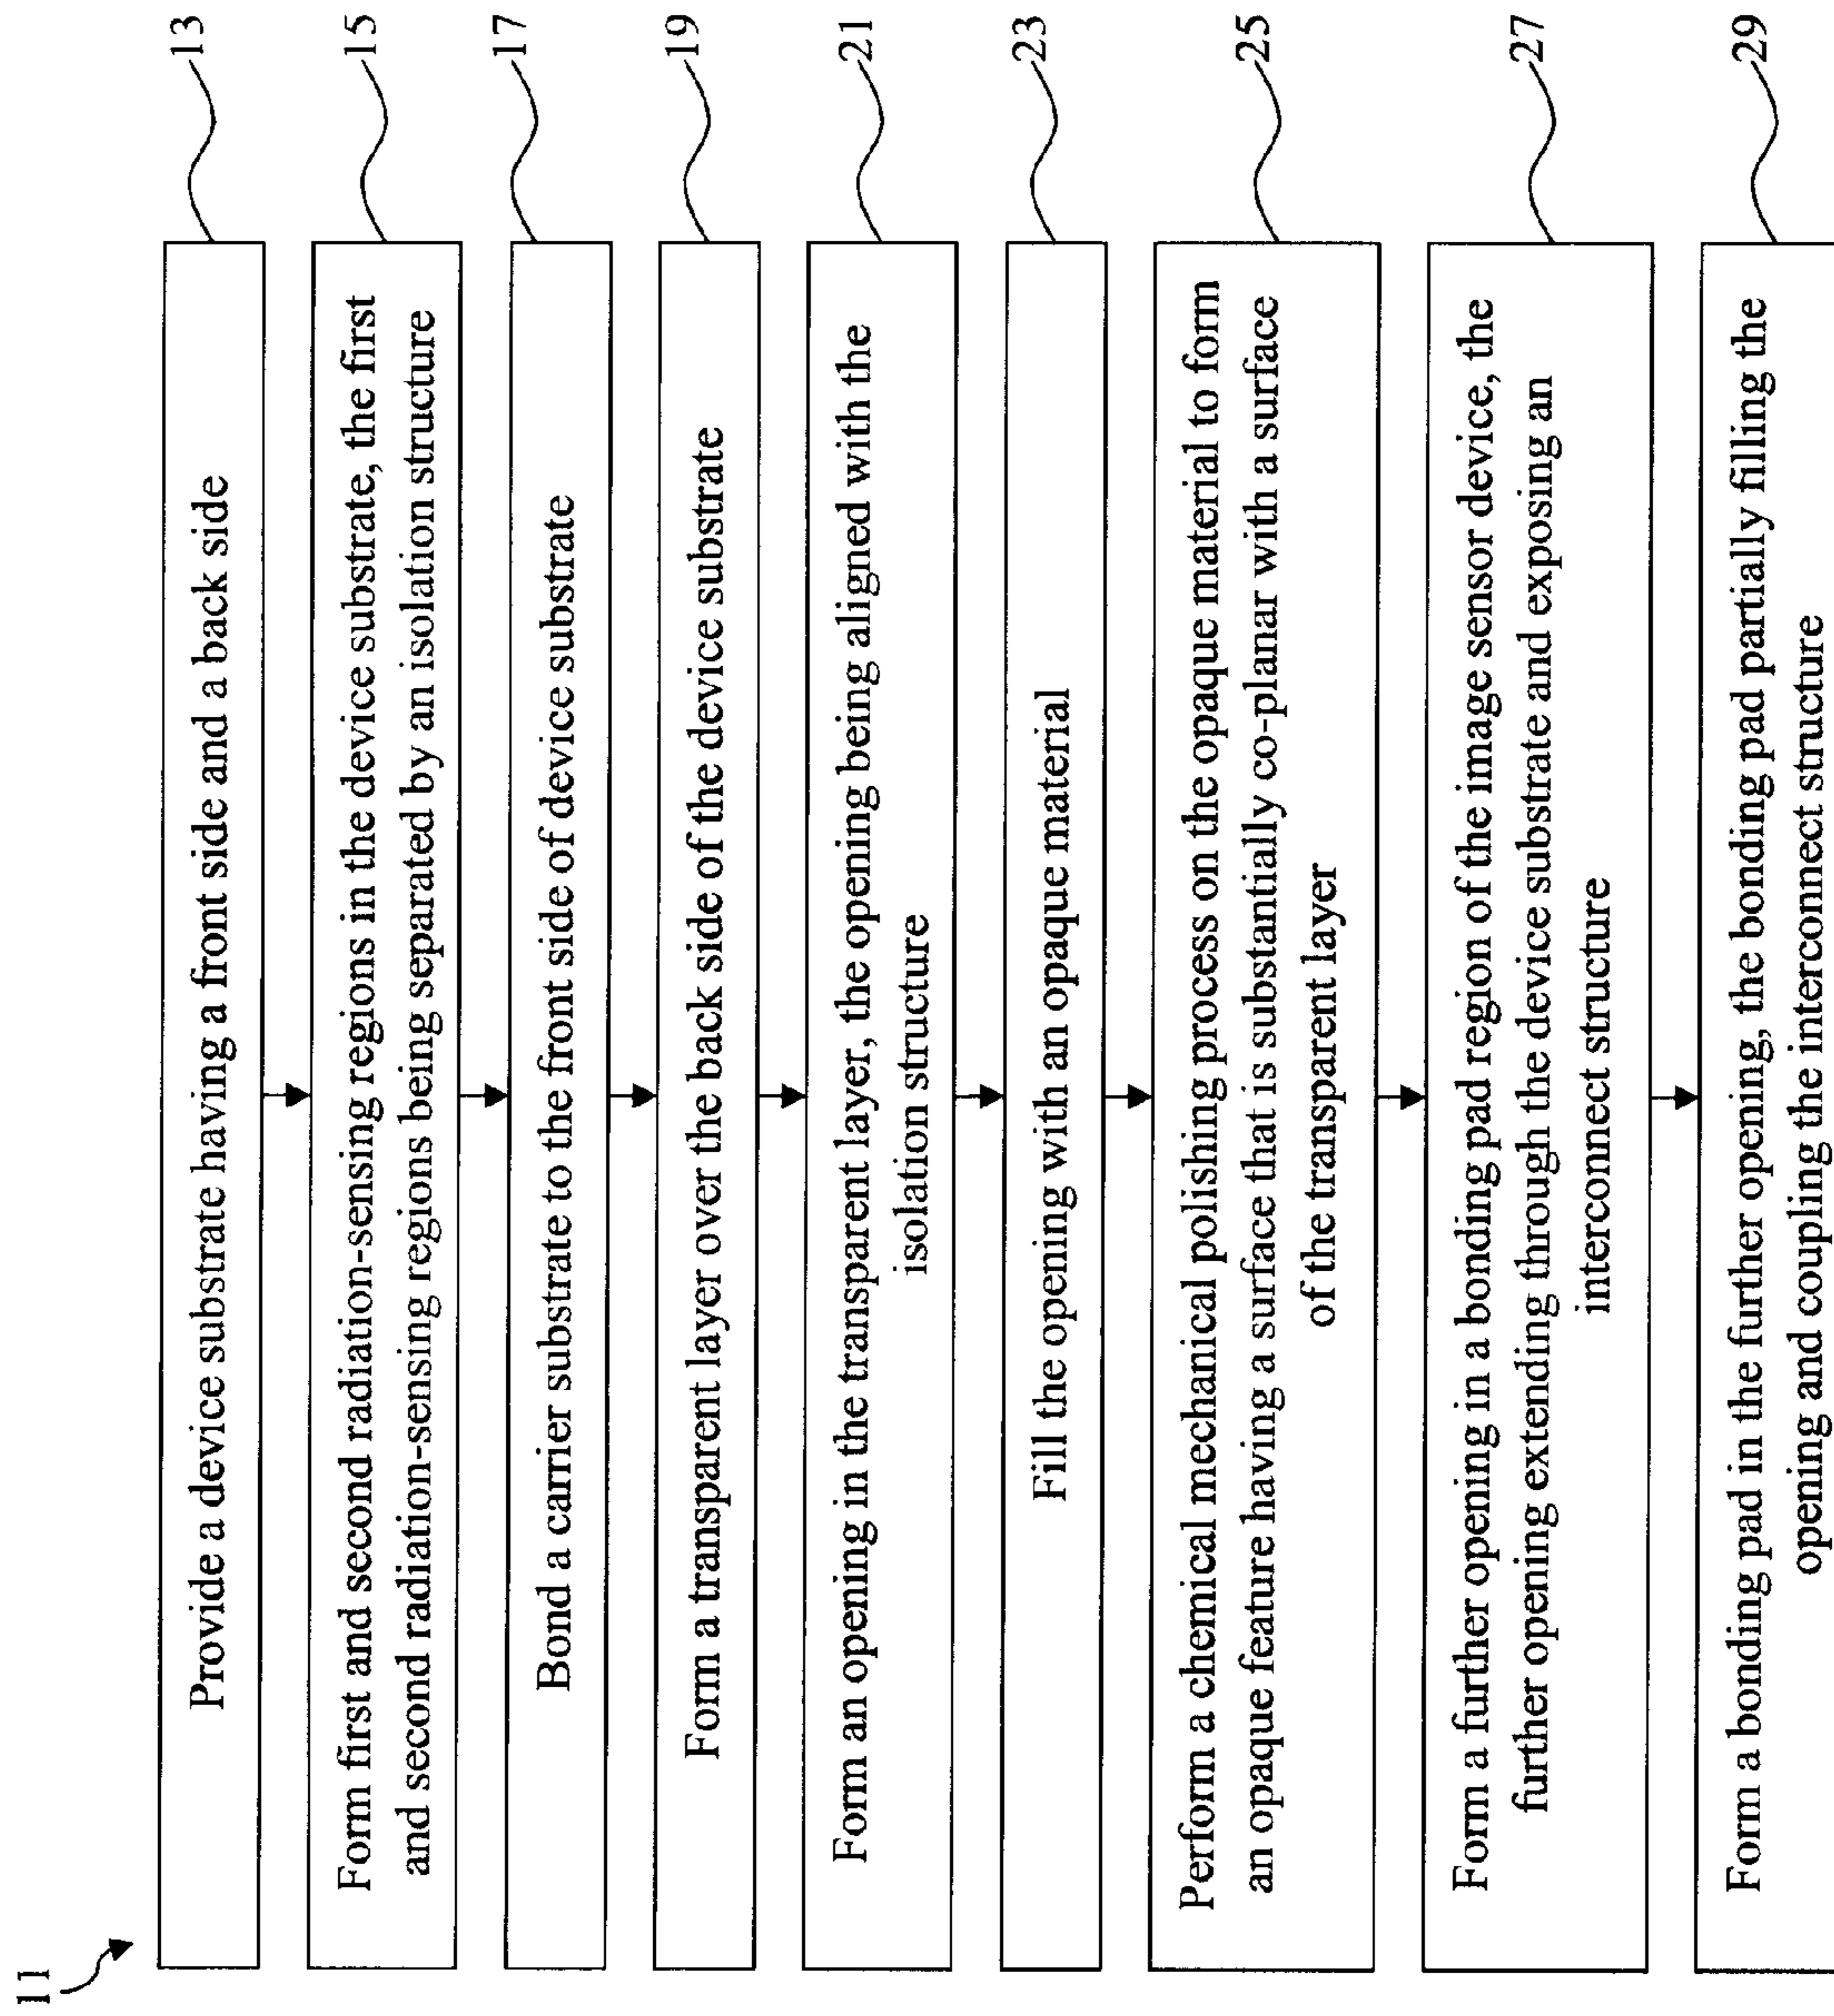 11
Provide a device substrate having a front side and a back side
13
Form first and second radiation-sensing regions in the device substrate, the first
and second radiation-sensing regions being separated by an isolation structure
15
Bond a carrier substrate to the front side of device substrate
17
Form a transparent layer over the back side of the device substrate
19
Form an opening in the transparent layer, the opening being aligned with the
isolation structure
21
Fill the opening with an opaque material
23
Perform a chemical mechanical polishing process on the opaque material to form
an opaque feature having a surface that is substantially co-planar with a surface
of the transparent layer
25
Form a further opening in a bonding pad region of the image sensor device, the
further opening extending through the device substrate and exposing an
interconnect structure
27
Form a bonding pad in the further opening, the bonding pad partially filling the
opening and coupling the interconnect structure
29